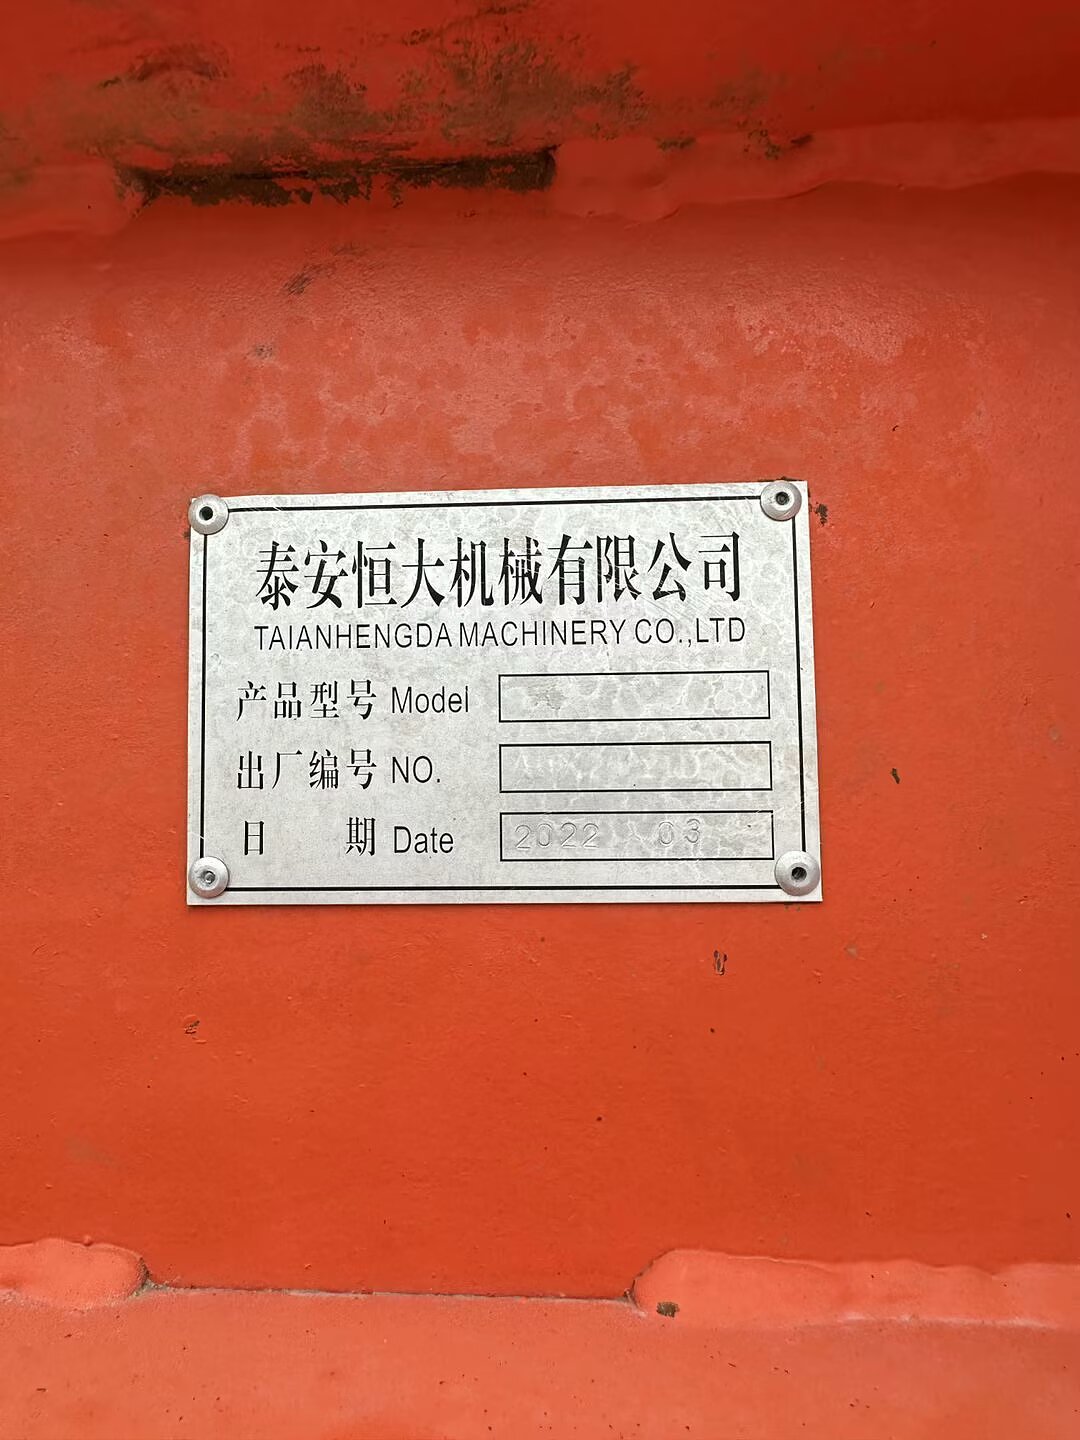 泰安恒大机械有限公司
TAIANHENGDA MACHINERY CO.,LTD
产品型号 Model
出厂编号 NO.
日 期 Date 2022 03